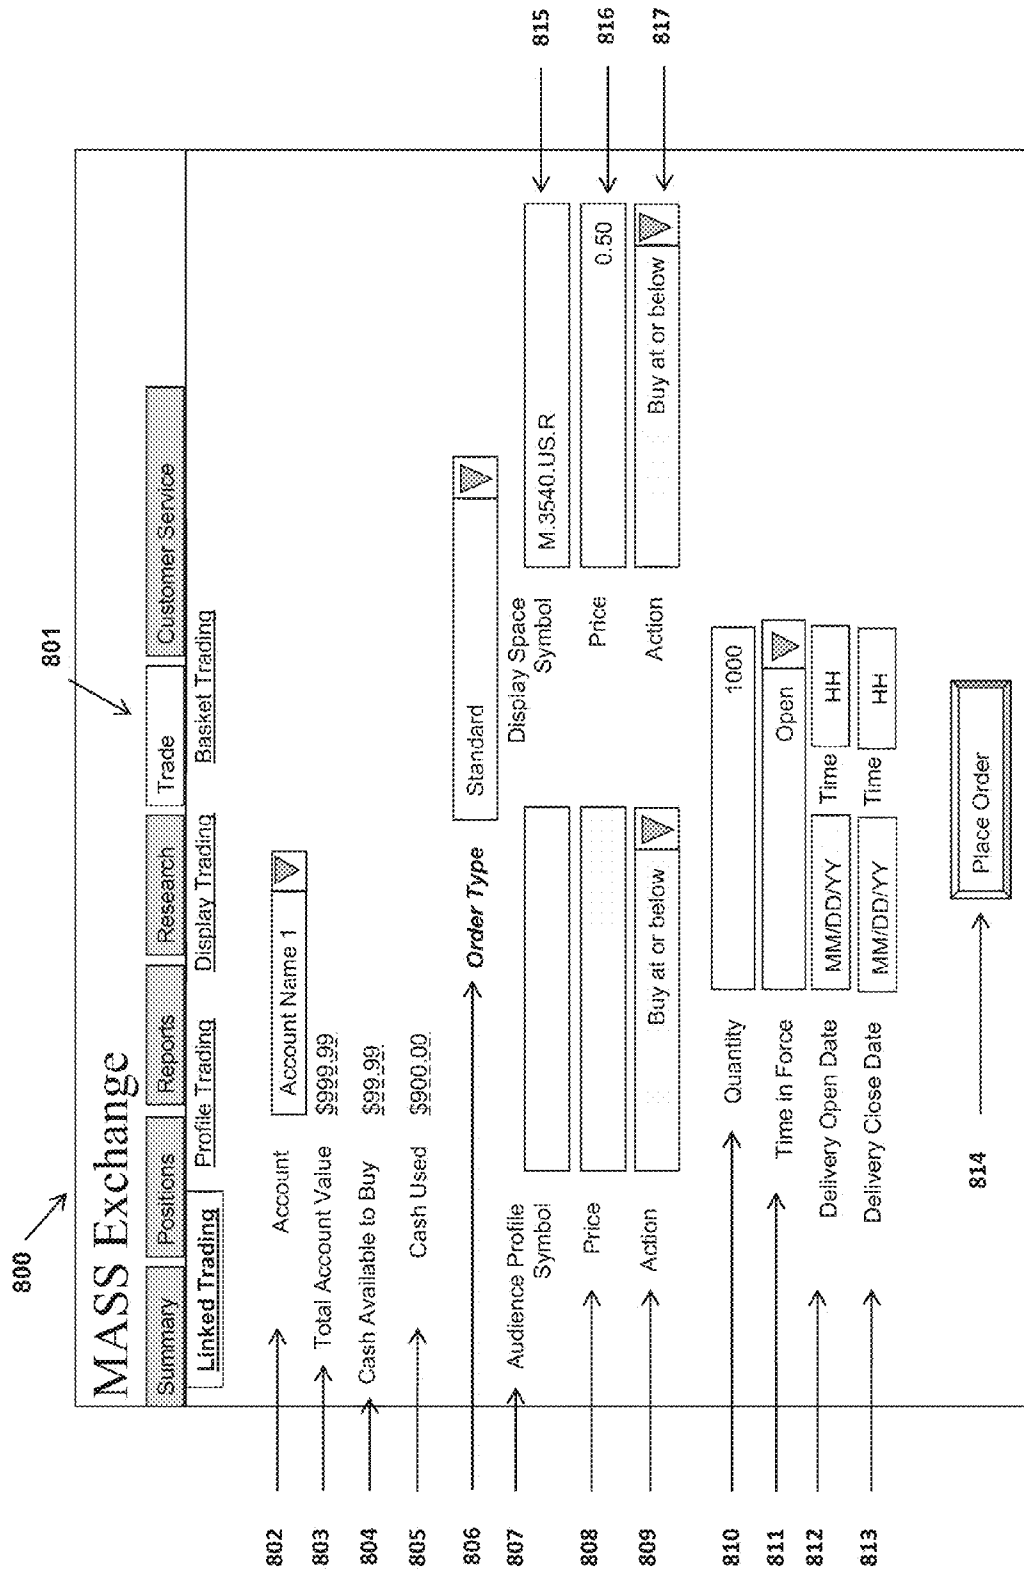 800
MASS Exchange
801
Summary Positions Reports Research Trade Customer Service
Linked Trading Profile Trading Display Trading Basket Trading
802 Account Account Name 1
803 Total Account Value $999.99
804 Cash Available to Buy $99.99
805 Cash Used $900.00
806 Order Type Standard
807 Audience Profile Symbol Display Space Symbol M.3540.US.R 815
808 Price Price 0.50 816
809 Action Buy at or below Action Buy at or below 817
810 Quantity 1000
811 Time in Force Open
812 Delivery Open Date MM/DD/YY Time HH
813 Delivery Close Date MM/DD/YY Time HH
814 Place Order